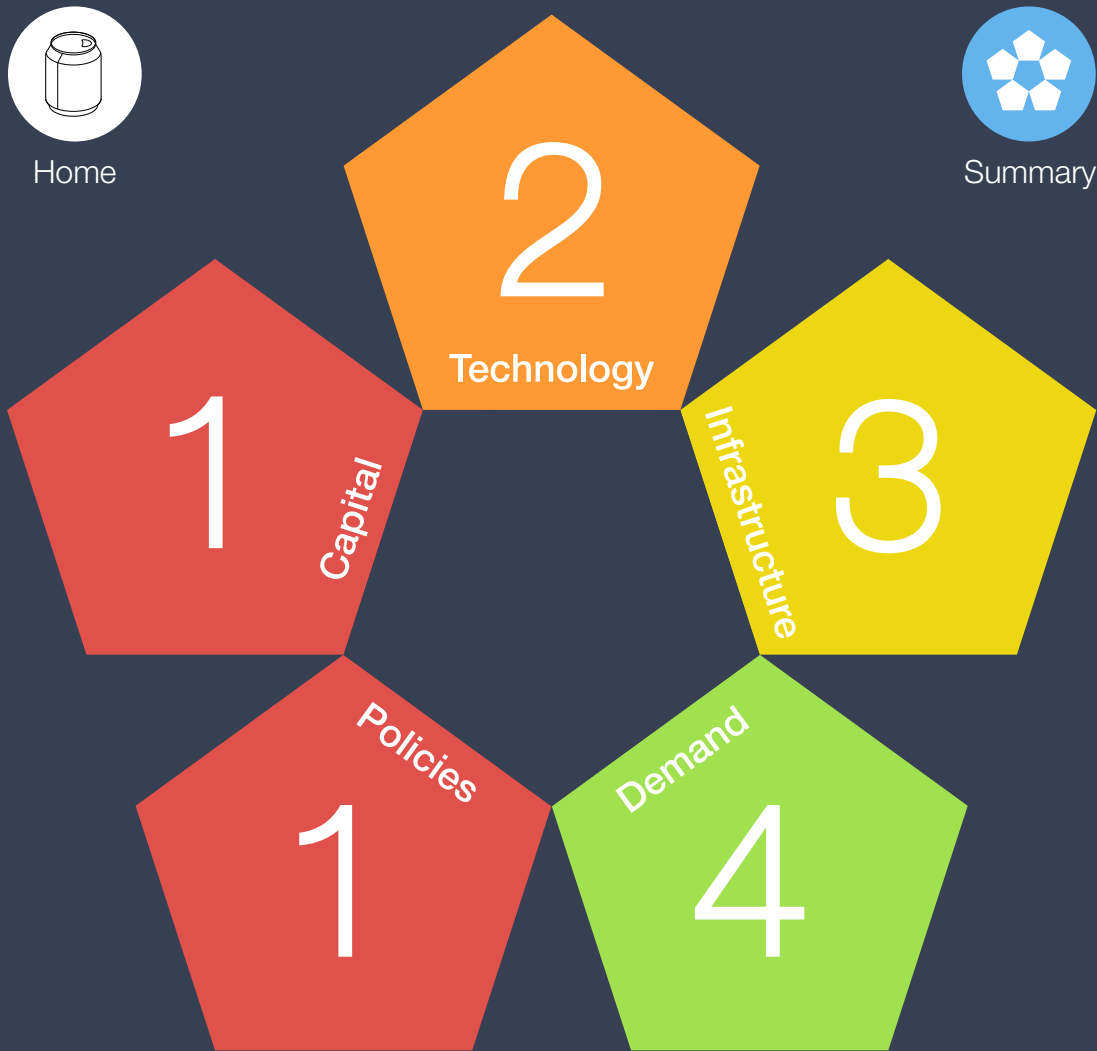 Home
Summary
2
Technology
1
Capital
3
Infrastructure
1
Policies
4
Demand